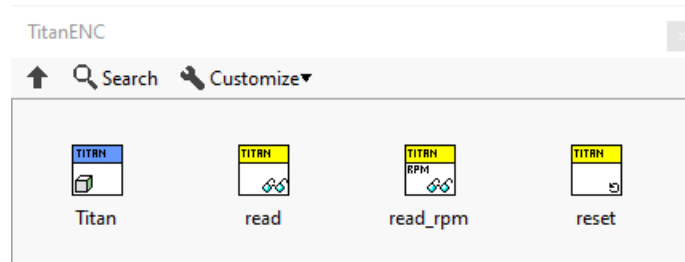 TitanENC
Search Customize
TITAN TITAN TITAN TITAN
RPM
Titan read read_rpm reset